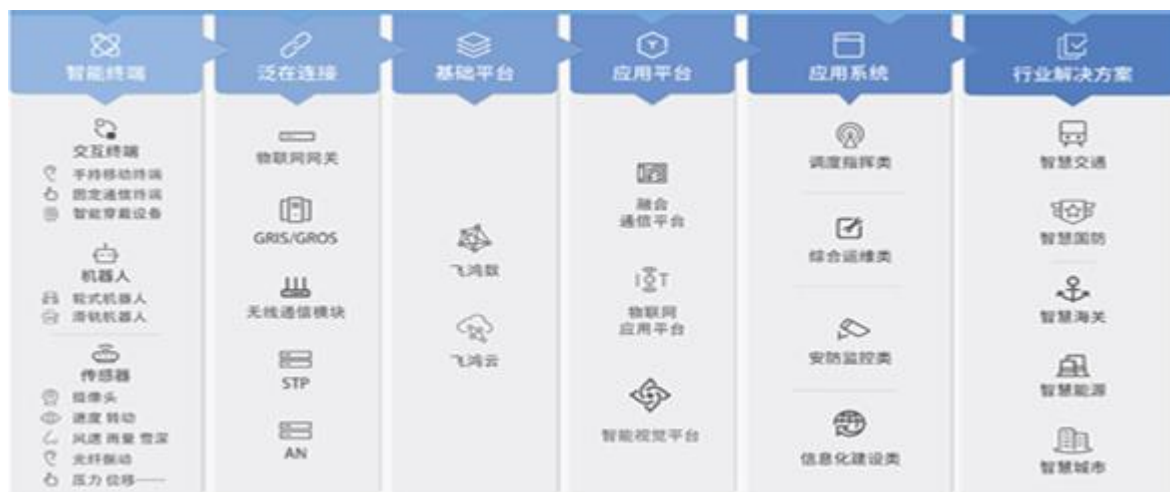 智能终端
交互终端
手持移动终端
固定通信终端
智能穿戴设备
机器人
轮式机器人
滑轨机器人
传感器
摄像头
速度 转动
风速 雨量 雪深
光纤振动
压力 位移……
泛在连接
物联网网关
GRIS/GROS
无线通信模块
STP
AN
基础平台
飞鸿数
飞鸿云
应用平台
融合
通信平台
IOT
物联网
应用平台
智能视觉平台
应用系统
调度指挥类
综合运维类
安防监控类
信息化建设类
行业解决方案
智慧交通
智慧国防
智慧海关
智慧能源
智慧城市